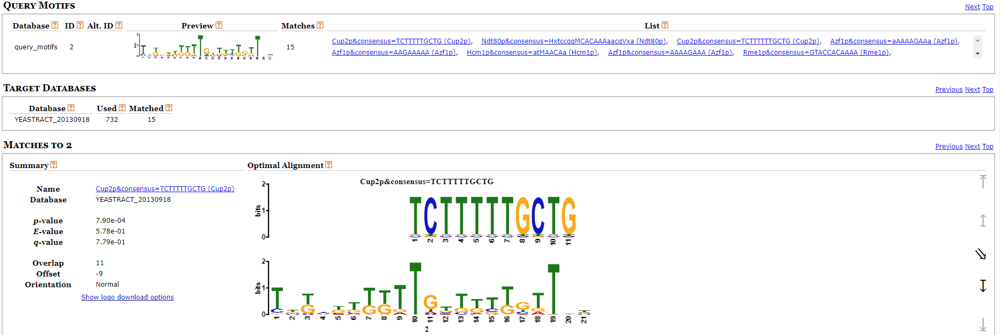 QUERY MOTIFS
Next Top
Database ? ID ? Alt. ID ? Preview ? Matches ? List ?
query_motifs 2 15 Cup2p&consensus=TCTTTTTGCTG (Cup2p), Ndt80p&consensus=HxtccgqMCACAAAaacgVxa (Ndt80p), Cup2p&consensus=TCTTTTTTGCTG (Cup2p), Azf1p&consensus=aAAAAGAAa (Azf1p),
Azf1p&consensus=AAGAAAAA (Azf1p), Hcm1p&consensus=atMAACAa (Hcm1p), Azf1p&consensus=AAAAGAAA (Azf1p), Rme1p&consensus=GTACCACAAAA (Rme1p),
TARGET DATABASES
Previous Next Top
Database ? Used ? Matched ?
YEASTRACT_20130918 732 15
MATCHES TO 2
Previous Next Top
Summary ? Optimal Alignment ?
Name Cup2p&consensus=TCTTTTTGCTG (Cup2p)
Database YEASTRACT_20130918
p-value 7.90e-04
E-value 5.78e-01
q-value 7.79e-01
Overlap 11
Offset -9
Orientation Normal
Show logo download options
Cup2p&consensus=TCTTTTTGCTG
2
bits
1
0
TCTTTTTGCTG
1 2 3 4 5 6 7 8 9 10 11
2
bits
1
0
1 2 3 4 5 6 7 8 9 10 11 12 13 14 15 16 17 18 19 20 21
2